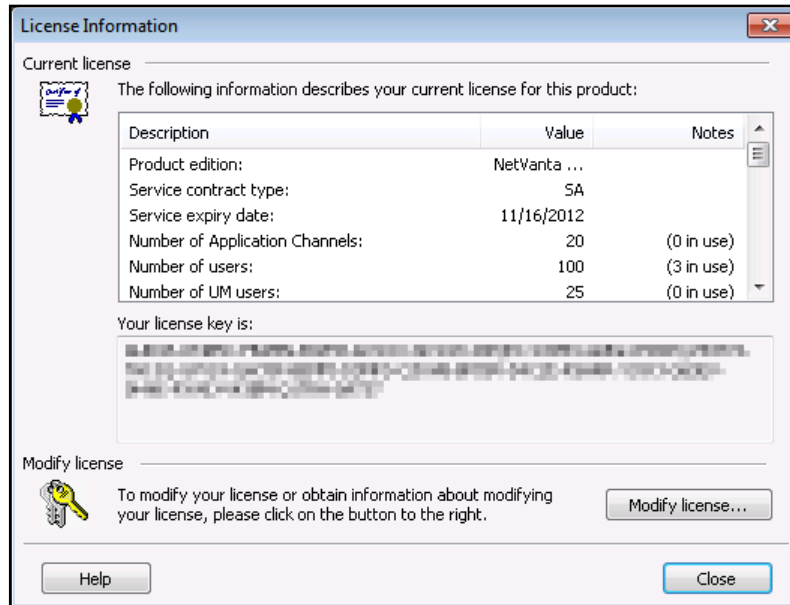 License Information
Current license
The following information describes your current license for this product:
Description Value Notes
Product edition: NetVanta ...
Service contract type: SA
Service expiry date: 11/16/2012
Number of Application Channels: 20 (0 in use)
Number of users: 100 (3 in use)
Number of UM users: 25 (0 in use)
Your license key is:
Modify license
To modify your license or obtain information about modifying
your license, please click on the button to the right.
Modify license...
Help Close